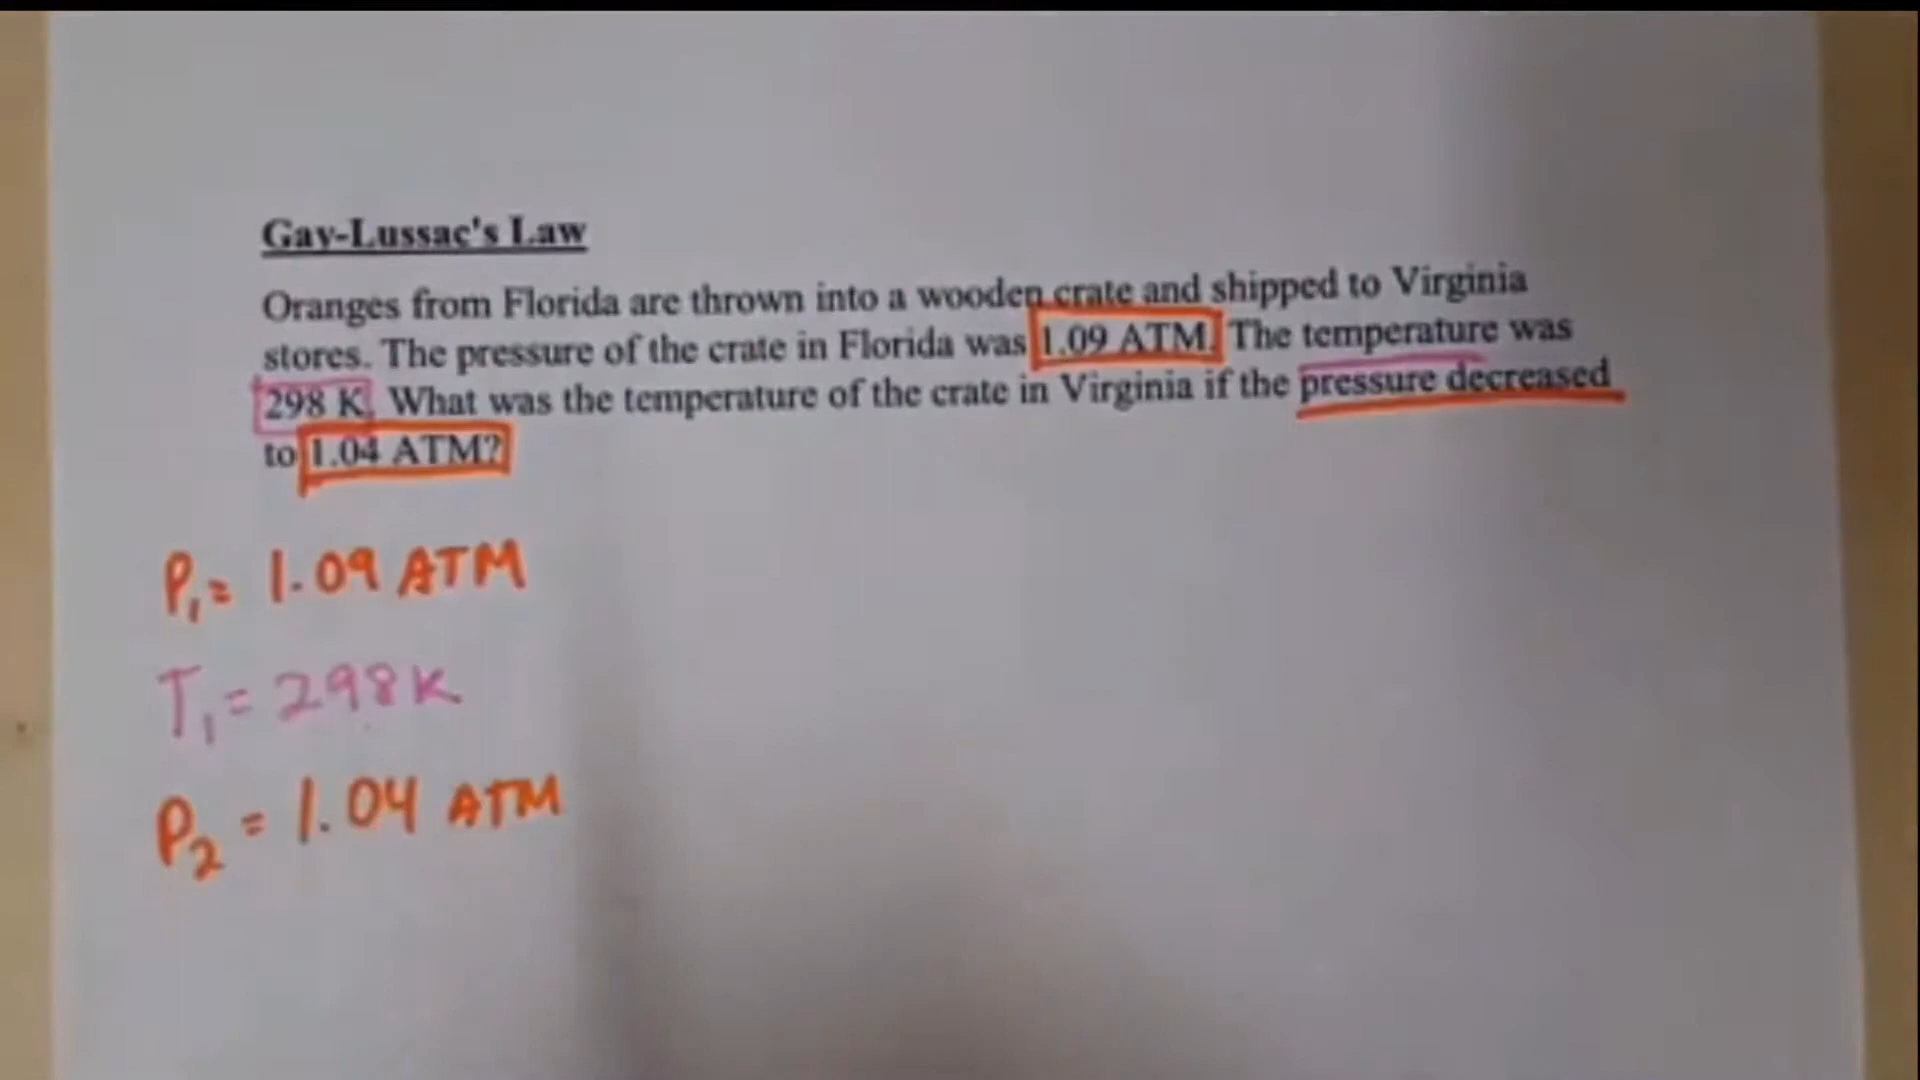 Gay-Lussac's Law
Oranges from Florida are thrown into a wooden crate and shipped to Virginia
stores. The pressure of the crate in Florida was 1.09 ATM. The temperature was
298 K. What was the temperature of the crate in Virginia if the pressure decreased
to 1.04 ATM?
P₁ = 1.09 ATM
T₁ = 298 K
P₂ = 1.04 ATM